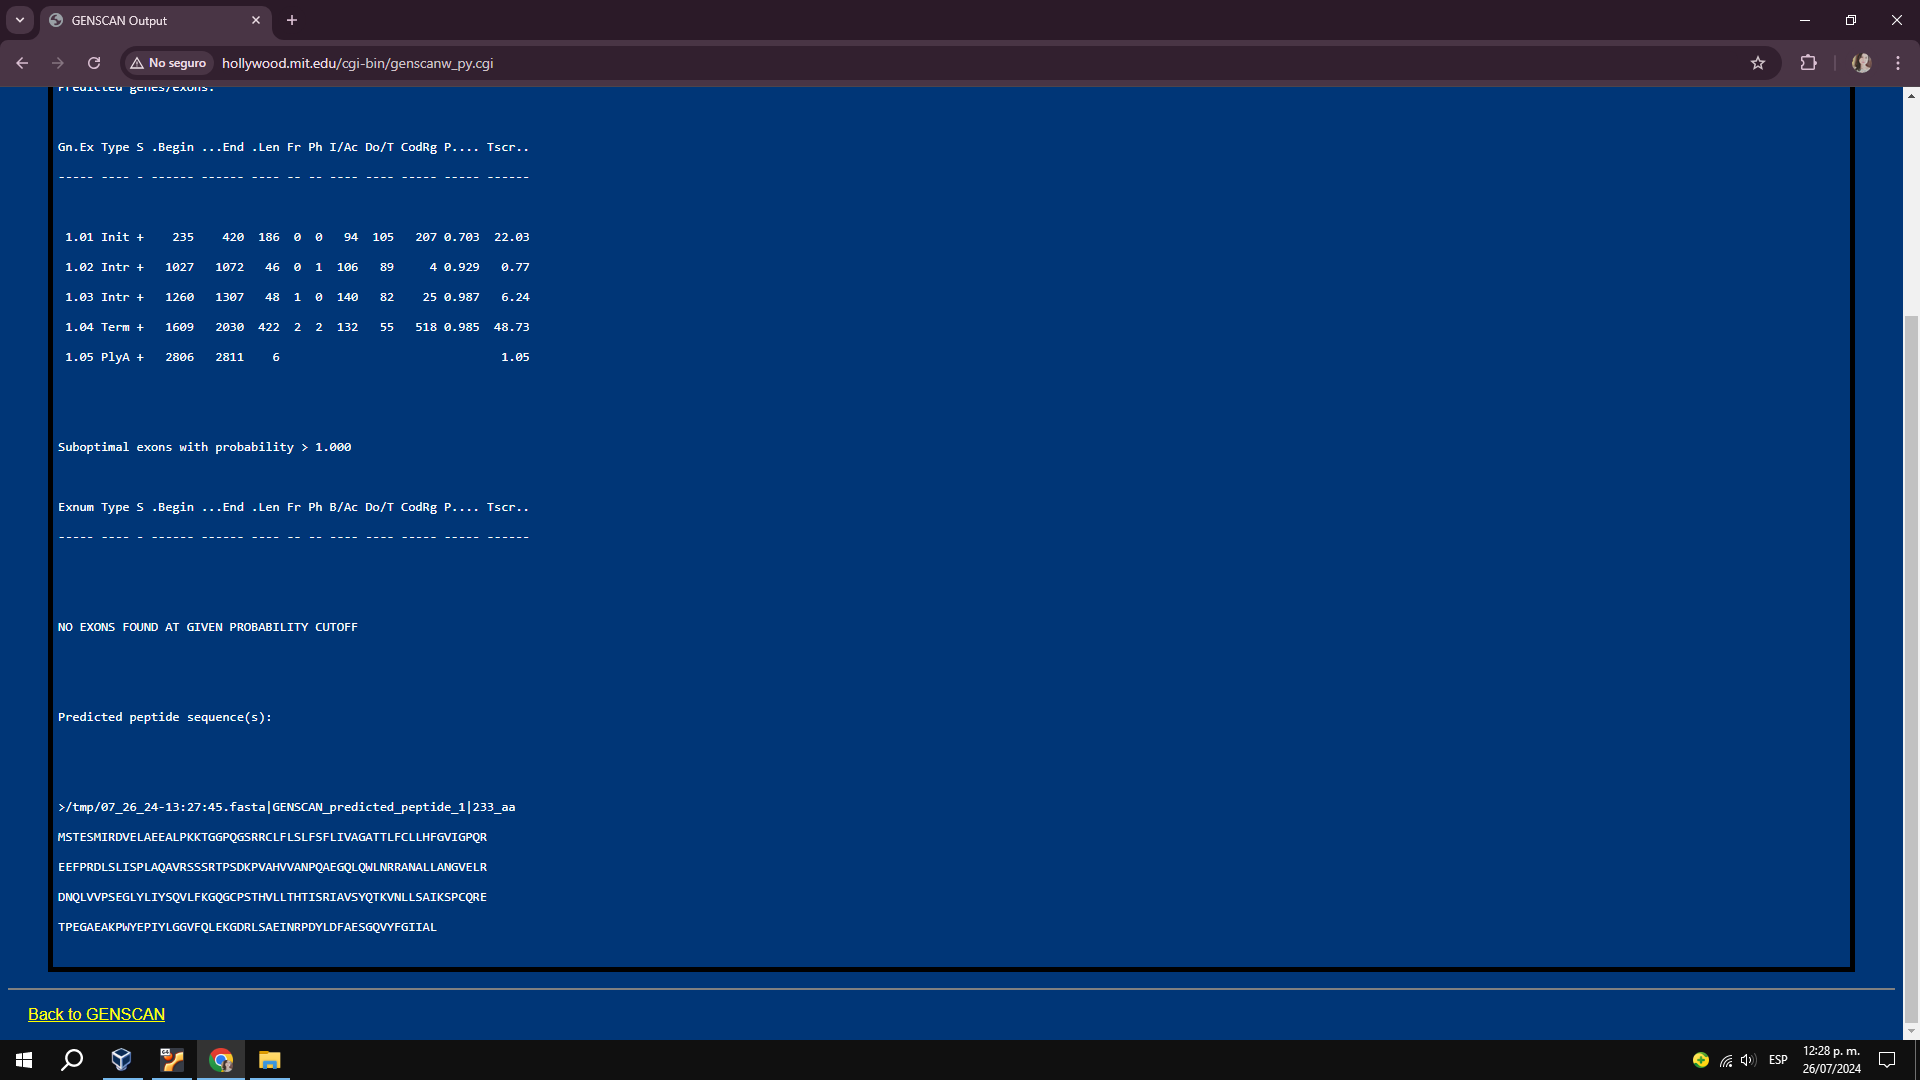 GENSCAN Output
No seguro
hollywood.mit.edu/cgi-bin/genscanw_py.cgi
Predicted genes/exons:
Gn.Ex Type S .Begin ...End .Len Fr Ph I/Ac Do/T CodRg P.... Tscr..
----- ---- - ------ ------ ---- -- -- ---- ---- ----- ----- ------
1.01 Init + 235 420 186 0 0 94 105 207 0.703 22.03
1.02 Intr + 1027 1072 46 0 1 106 89 4 0.929 0.77
1.03 Intr + 1260 1307 48 1 0 140 82 25 0.987 6.24
1.04 Term + 1609 2030 422 2 2 132 55 518 0.985 48.73
1.05 PlyA + 2806 2811 6 1.05
Suboptimal exons with probability > 1.000
Exnum Type S .Begin ...End .Len Fr Ph B/Ac Do/T CodRg P.... Tscr..
----- ---- - ------ ------ ---- -- -- ---- ---- ----- ----- ------
NO EXONS FOUND AT GIVEN PROBABILITY CUTOFF
Predicted peptide sequence(s):
>/tmp/07_26_24-13:27:45.fasta|GENSCAN_predicted_peptide_1|233_aa
MSTESMIRDVELAEEALPKKTGGPQGSRRCLFLSLFSFLIVAGATTLFCLLHFGVIGPQR
EEFPRDLSLISPLAQAVRSSSRTPSDKPVAHVVANPQAEGQLQWLNRRANALLANGVELR
DNQLVVPSEGLYLIYSQVLFKGQGCPSTHVLLTHTISRIAVSYQTKVNLLSAIKSPCQRE
TPEGAEAKPWYEPIYLGGVFQLEKGDRLSAEINRPDYLDFAESGQVYFGIIAL
Back to GENSCAN
ESP
12:28 p. m.
26/07/2024